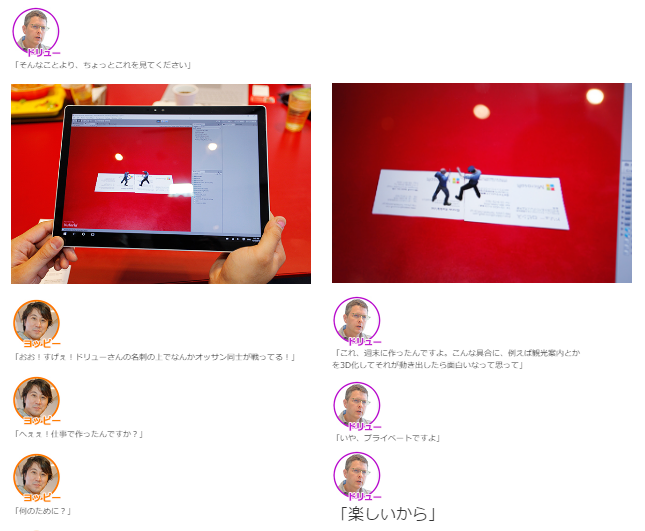 ドリュー
「そんなことより、ちょっとこれを見てください」
ヨッピー
「おお！すげぇ！ドリューさんの名刺の上でなんかオッサン同士が戦ってる！」
ドリュー
「これ、週末に作ったんですよ。こんな具合に、例えば観光案内とか
を3D化してそれが動き出したら面白いなって思って」
ヨッピー
「へぇぇ！仕事で作ったんですか？」
ドリュー
「いや、プライベートですよ」
ヨッピー
「何のために？」
ドリュー
「楽しいから」